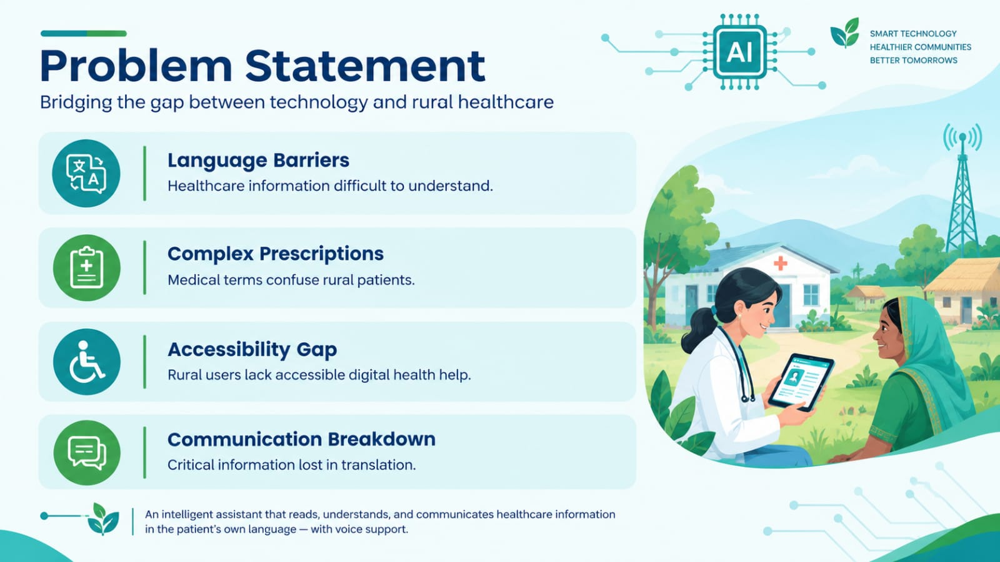 Problem Statement
Bridging the gap between technology and rural healthcare
AI
SMART TECHNOLOGY
HEALTHIER COMMUNITIES
BETTER TOMORROWS
文
A
Language Barriers
Healthcare information difficult to understand.
Complex Prescriptions
Medical terms confuse rural patients.
Accessibility Gap
Rural users lack accessible digital health help.
Communication Breakdown
Critical information lost in translation.
An intelligent assistant that reads, understands, and communicates healthcare information
in the patient's own language — with voice support.